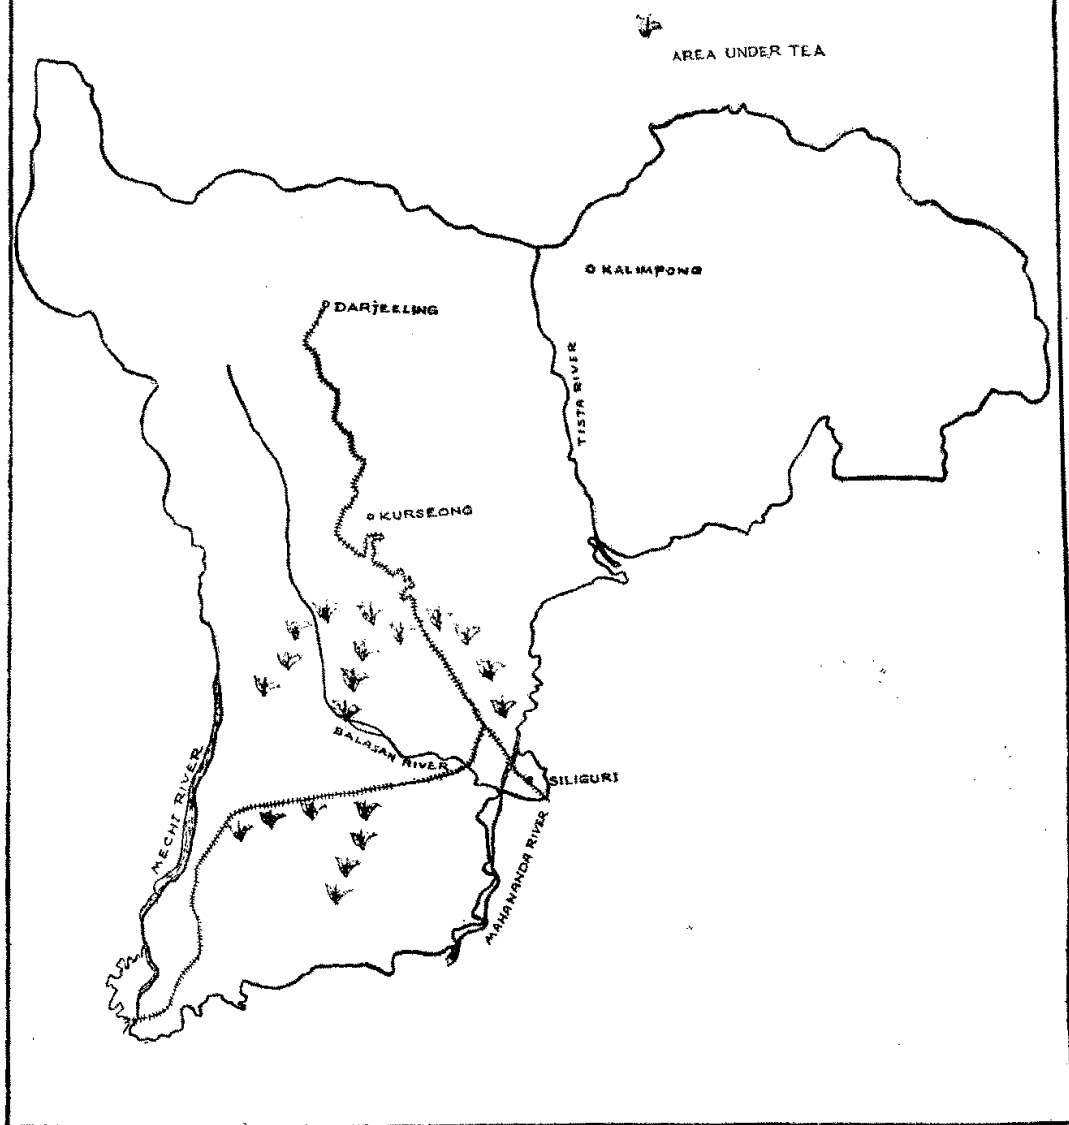 AREA UNDER TEA
KALIMPONG
DARJEELING
TISTA RIVER
KURSEONG
BALASAN RIVER
SILIGURI
MECHI RIVER
MAHANANDA RIVER